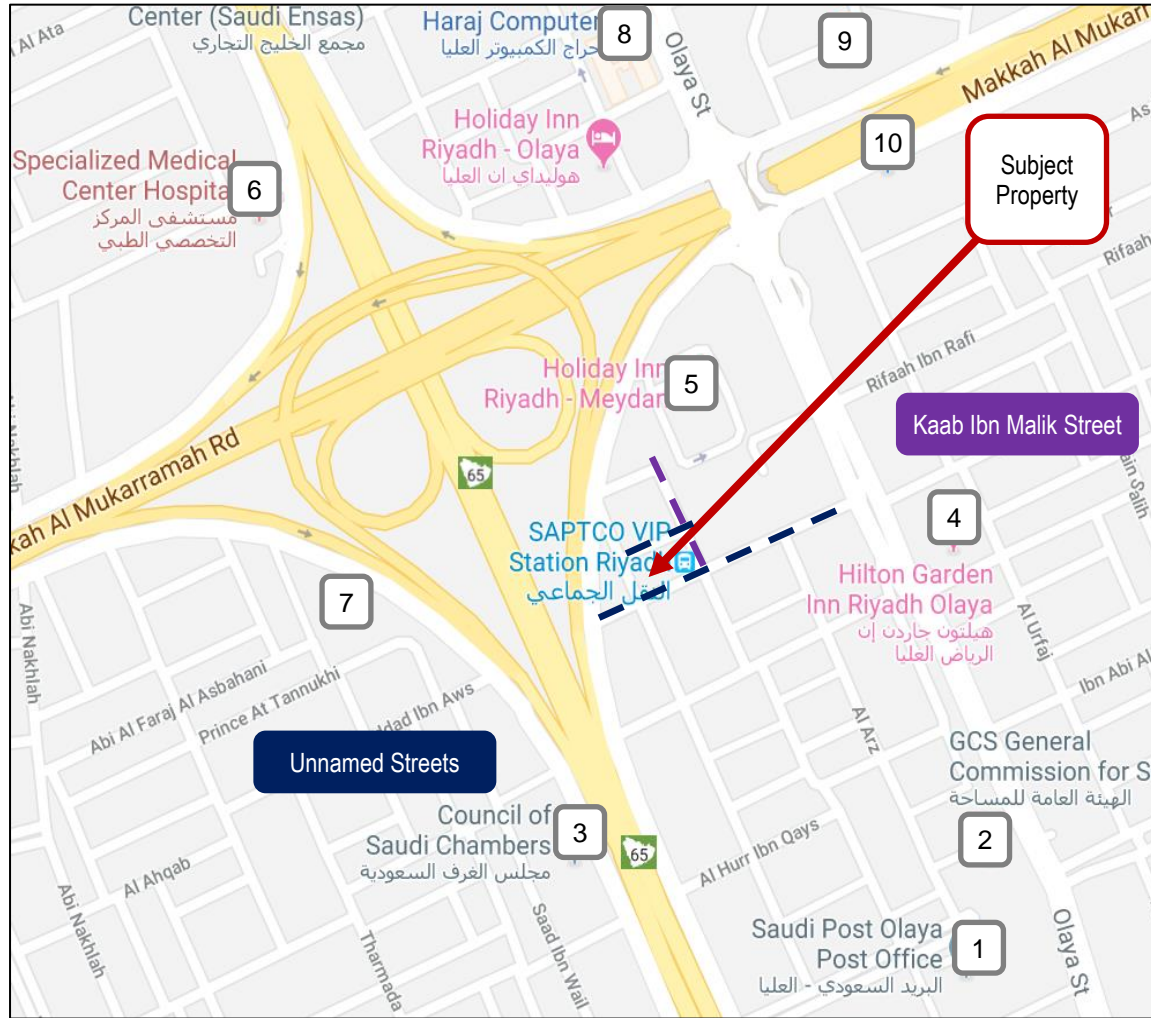 Center (Saudi Ensas)
مجمع الخليج التجاري
Al Ata
Haraj Computer
حراج الكمبيوتر العليا
8
Olaya St
9
Makkah Al Mukarr
10
Holiday Inn
Riyadh - Olaya
هوليداي ان العليا
Subject
Property
Specialized Medical
Center Hospital
مستشفى المركز
التخصصي الطبي
6
Rifaah
Rifaah Ibn Rafi
Holiday Inn
Riyadh - Meydan
5
Kaab Ibn Malik Street
ain Salih
Nakhlah
kah Al Mukarramah Rd
65
SAPTCO VIP
Station Riyadh
النقل الجماعي
4
Hilton Garden
Inn Riyadh Olaya
هيلتون جاردن إن
الرياض العليا
7
Abi Nakhlah
Al Urfaj
Ibn Abi Al
Abi Al Faraj Al Asbahani
Prince At Tannukhi
ddad Ibn Aws
Al Arz
Unnamed Streets
GCS General
Commission for S
الهيئة العامة للمساحة
2
Council of
Saudi Chambers
مجلس الغرف السعودية
3
65
Al Hurr Ibn Qays
Al Ahqab
Abi Nakhlah
Tharmada
Saad Ibn Wail
Saudi Post Olaya
Post Office
البريد السعودي - العليا
1
Olaya St